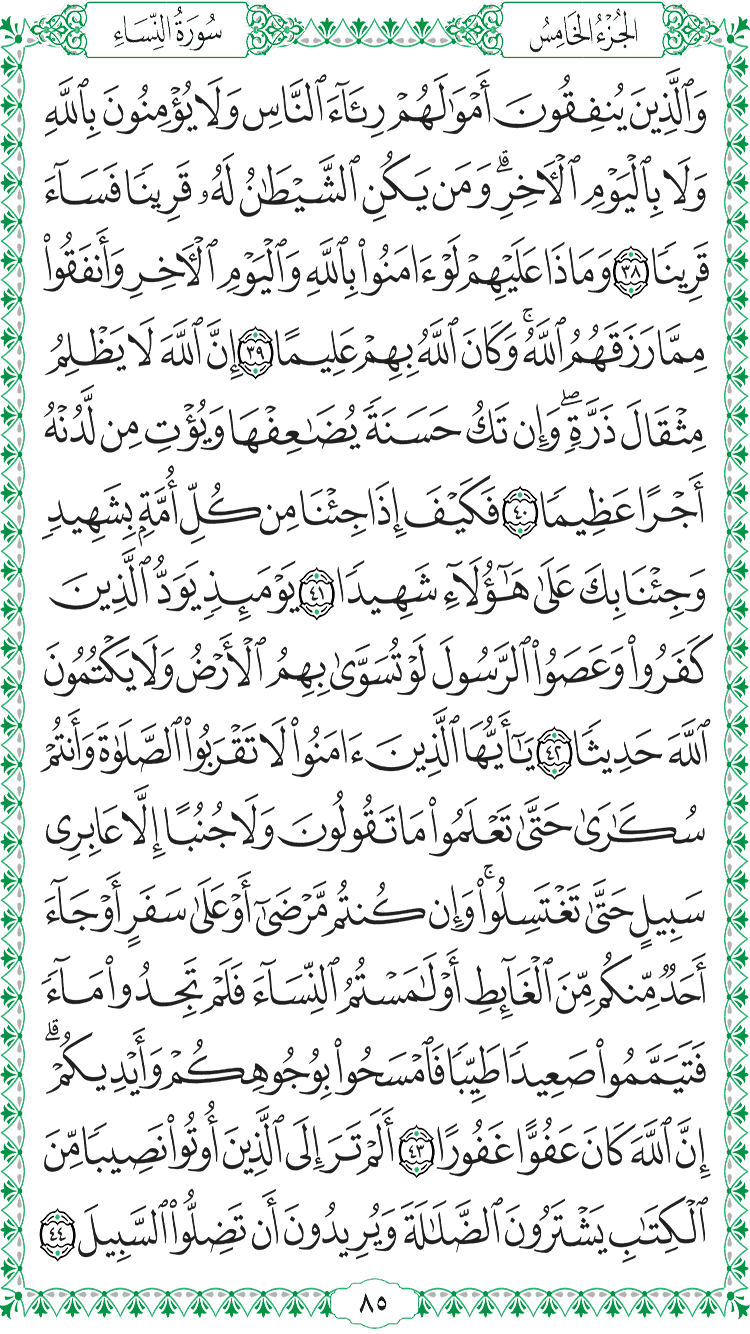 الجُزْءُ الخَامِسُ
سُورَةُ النِّسَاءِ
وَٱلَّذِينَ يُنفِقُونَ أَمْوَٰلَهُمْ رِئَآءَ ٱلنَّاسِ وَلَا يُؤْمِنُونَ بِٱللَّهِ
وَلَا بِٱلْيَوْمِ ٱلْأَخِرِۗ وَمَن يَكُنِ ٱلشَّيْطَٰنُ لَهُۥ قَرِينٗا فَسَآءَ
قَرِينٗا ٣٨ وَمَاذَا عَلَيْهِمْ لَوْ ءَامَنُوا۟ بِٱللَّهِ وَٱلْيَوْمِ ٱلْأَخِرِ وَأَنفَقُوا۟
مِمَّا رَزَقَهُمُ ٱللَّهُۚ وَكَانَ ٱللَّهُ بِهِمْ عَلِيمًا ٣٩ إِنَّ ٱللَّهَ لَا يَظْلِمُ
مِثْقَالَ ذَرَّةٖۖ وَإِن تَكُ حَسَنَةٗ يُضَٰعِفْهَا وَيُؤْتِ مِن لَّدُنْهُ
أَجْرًا عَظِيمٗا ٤٠ فَكَيْفَ إِذَا جِئْنَا مِن كُلِّ أُمَّةِۭ بِشَهِيدٖ
وَجِئْنَا بِكَ عَلَىٰ هَٰٓؤُلَآءِ شَهِيدٗا ٤١ يَوْمَئِذٖ يَوَدُّ ٱلَّذِينَ
كَفَرُوا۟ وَعَصَوُا۟ ٱلرَّسُولَ لَوْ تُسَوَّىٰ بِهِمُ ٱلْأَرْضُ وَلَا يَكْتُمُونَ
ٱللَّهَ حَدِيثٗا ٤٢ يَٰٓأَيُّهَا ٱلَّذِينَ ءَامَنُوا۟ لَا تَقْرَبُوا۟ ٱلصَّلَوٰةَ وَأَنتُمْ
سُكَٰرَىٰ حَتَّىٰ تَعْلَمُوا۟ مَا تَقُولُونَ وَلَا جُنُبًا إِلَّا عَابِرِى
سَبِيلٍ حَتَّىٰ تَغْتَسِلُوا۟ۚ وَإِن كُنتُم مَّرْضَىٰٓ أَوْ عَلَىٰ سَفَرٍ أَوْ جَآءَ
أَحَدٞ مِّنكُم مِّنَ ٱلْغَآئِطِ أَوْ لَٰمَسْتُمُ ٱلنِّسَآءَ فَلَمْ تَجِدُوا۟ مَآءٗ
فَتَيَمَّمُوا۟ صَعِيدٗا طَيِّبٗا فَٱمْسَحُوا۟ بِوُجُوهِكُمْ وَأَيْدِيكُمْۗ
إِنَّ ٱللَّهَ كَانَ عَفُوًّا غَفُورًا ٤٣ أَلَمْ تَرَ إِلَى ٱلَّذِينَ أُوتُوا۟ نَصِيبٗا مِّنَ
ٱلْكِتَٰبِ يَشْتَرُونَ ٱلضَّلَٰلَةَ وَيُرِيدُونَ أَن تَضِلُّوا۟ ٱلسَّبِيلَ ٤٤
٨٥